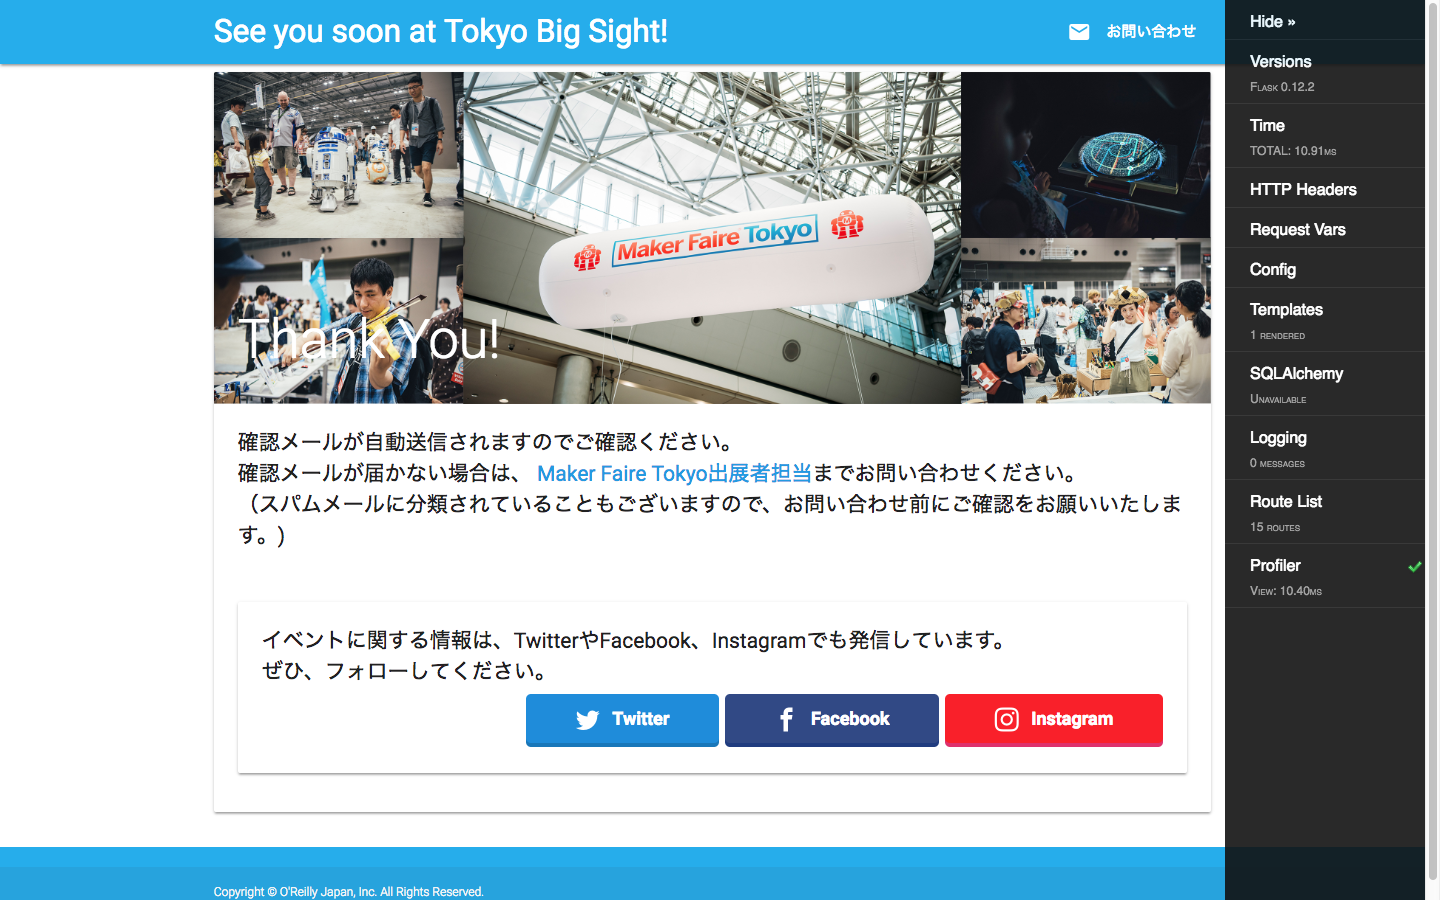 See you soon at Tokyo Big Sight!
お問い合わせ
Maker Faire Tokyo
Thank You!
確認メールが自動送信されますのでご確認ください。
確認メールが届かない場合は、 Maker Faire Tokyo出展者担当までお問い合わせください。
（スパムメールに分類されていることもございますので、お問い合わせ前にご確認をお願いいたしま
す。)
イベントに関する情報は、TwitterやFacebook、Instagramでも発信しています。
ぜひ、フォローしてください。
Twitter
Facebook
Instagram
Copyright © O'Reilly Japan, Inc. All Rights Reserved.
Hide »
Versions
Flask 0.12.2
Time
TOTAL: 10.91ms
HTTP Headers
Request Vars
Config
Templates
1 rendered
SQLAlchemy
Unavailable
Logging
0 messages
Route List
15 routes
Profiler
View: 10.40ms